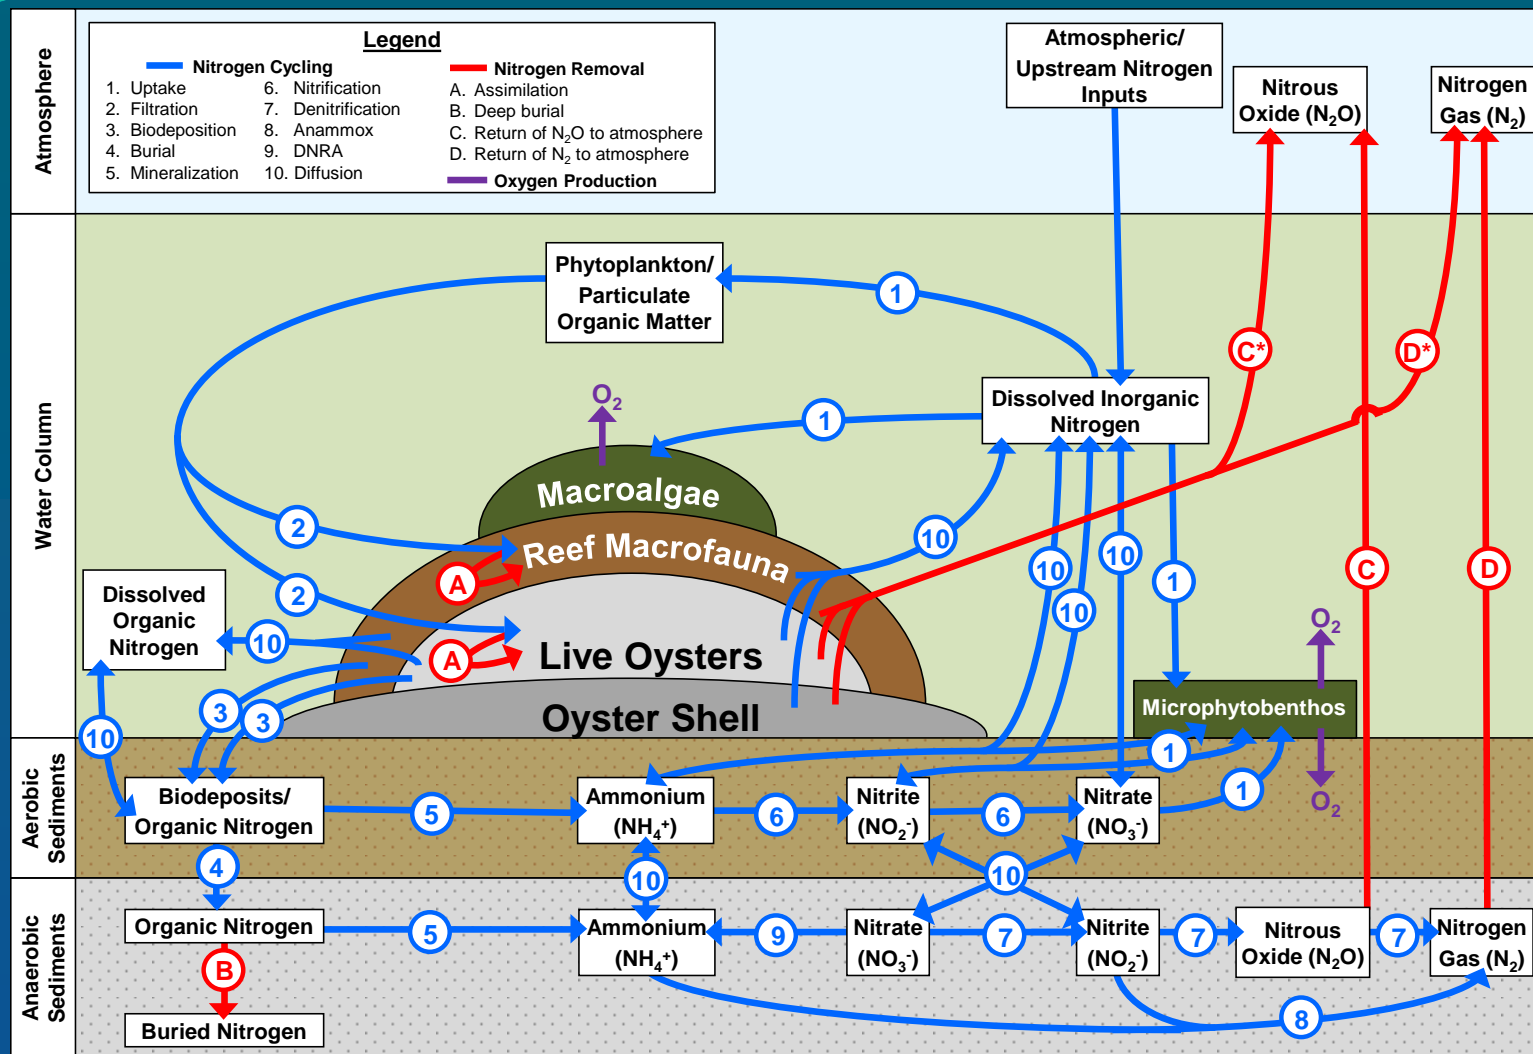 Atmosphere
Legend
Nitrogen Cycling
1. Uptake
2. Filtration
3. Biodeposition
4. Burial
5. Mineralization
6. Nitrification
7. Denitrification
8. Anammox
9. DNRA
10. Diffusion
Nitrogen Removal
A. Assimilation
B. Deep burial
C. Return of N₂O to atmosphere
D. Return of N₂ to atmosphere
Oxygen Production
Atmospheric/
Upstream Nitrogen
Inputs
Nitrous
Oxide (N₂O)
Nitrogen
Gas (N₂)
Water Column
Phytoplankton/
Particulate
Organic Matter
1
C*
D*
O₂
1
Dissolved Inorganic
Nitrogen
Macroalgae
2
Reef Macrofauna
10
A
2
10
10
10
1
C
D
Dissolved
Organic
Nitrogen
10
A
Live Oysters
O₂
3
3
Oyster Shell
Microphytobenthos
10
1
Aerobic
Sediments
Biodeposits/
Organic Nitrogen
5
Ammonium
(NH₄⁺)
6
Nitrite
(NO₂⁻)
6
Nitrate
(NO₃⁻)
1
O₂
4
10
10
Anaerobic
Sediments
Organic Nitrogen
5
Ammonium
(NH₄⁺)
9
Nitrate
(NO₃⁻)
7
Nitrite
(NO₂⁻)
7
Nitrous
Oxide (N₂O)
7
Nitrogen
Gas (N₂)
B
8
Buried Nitrogen